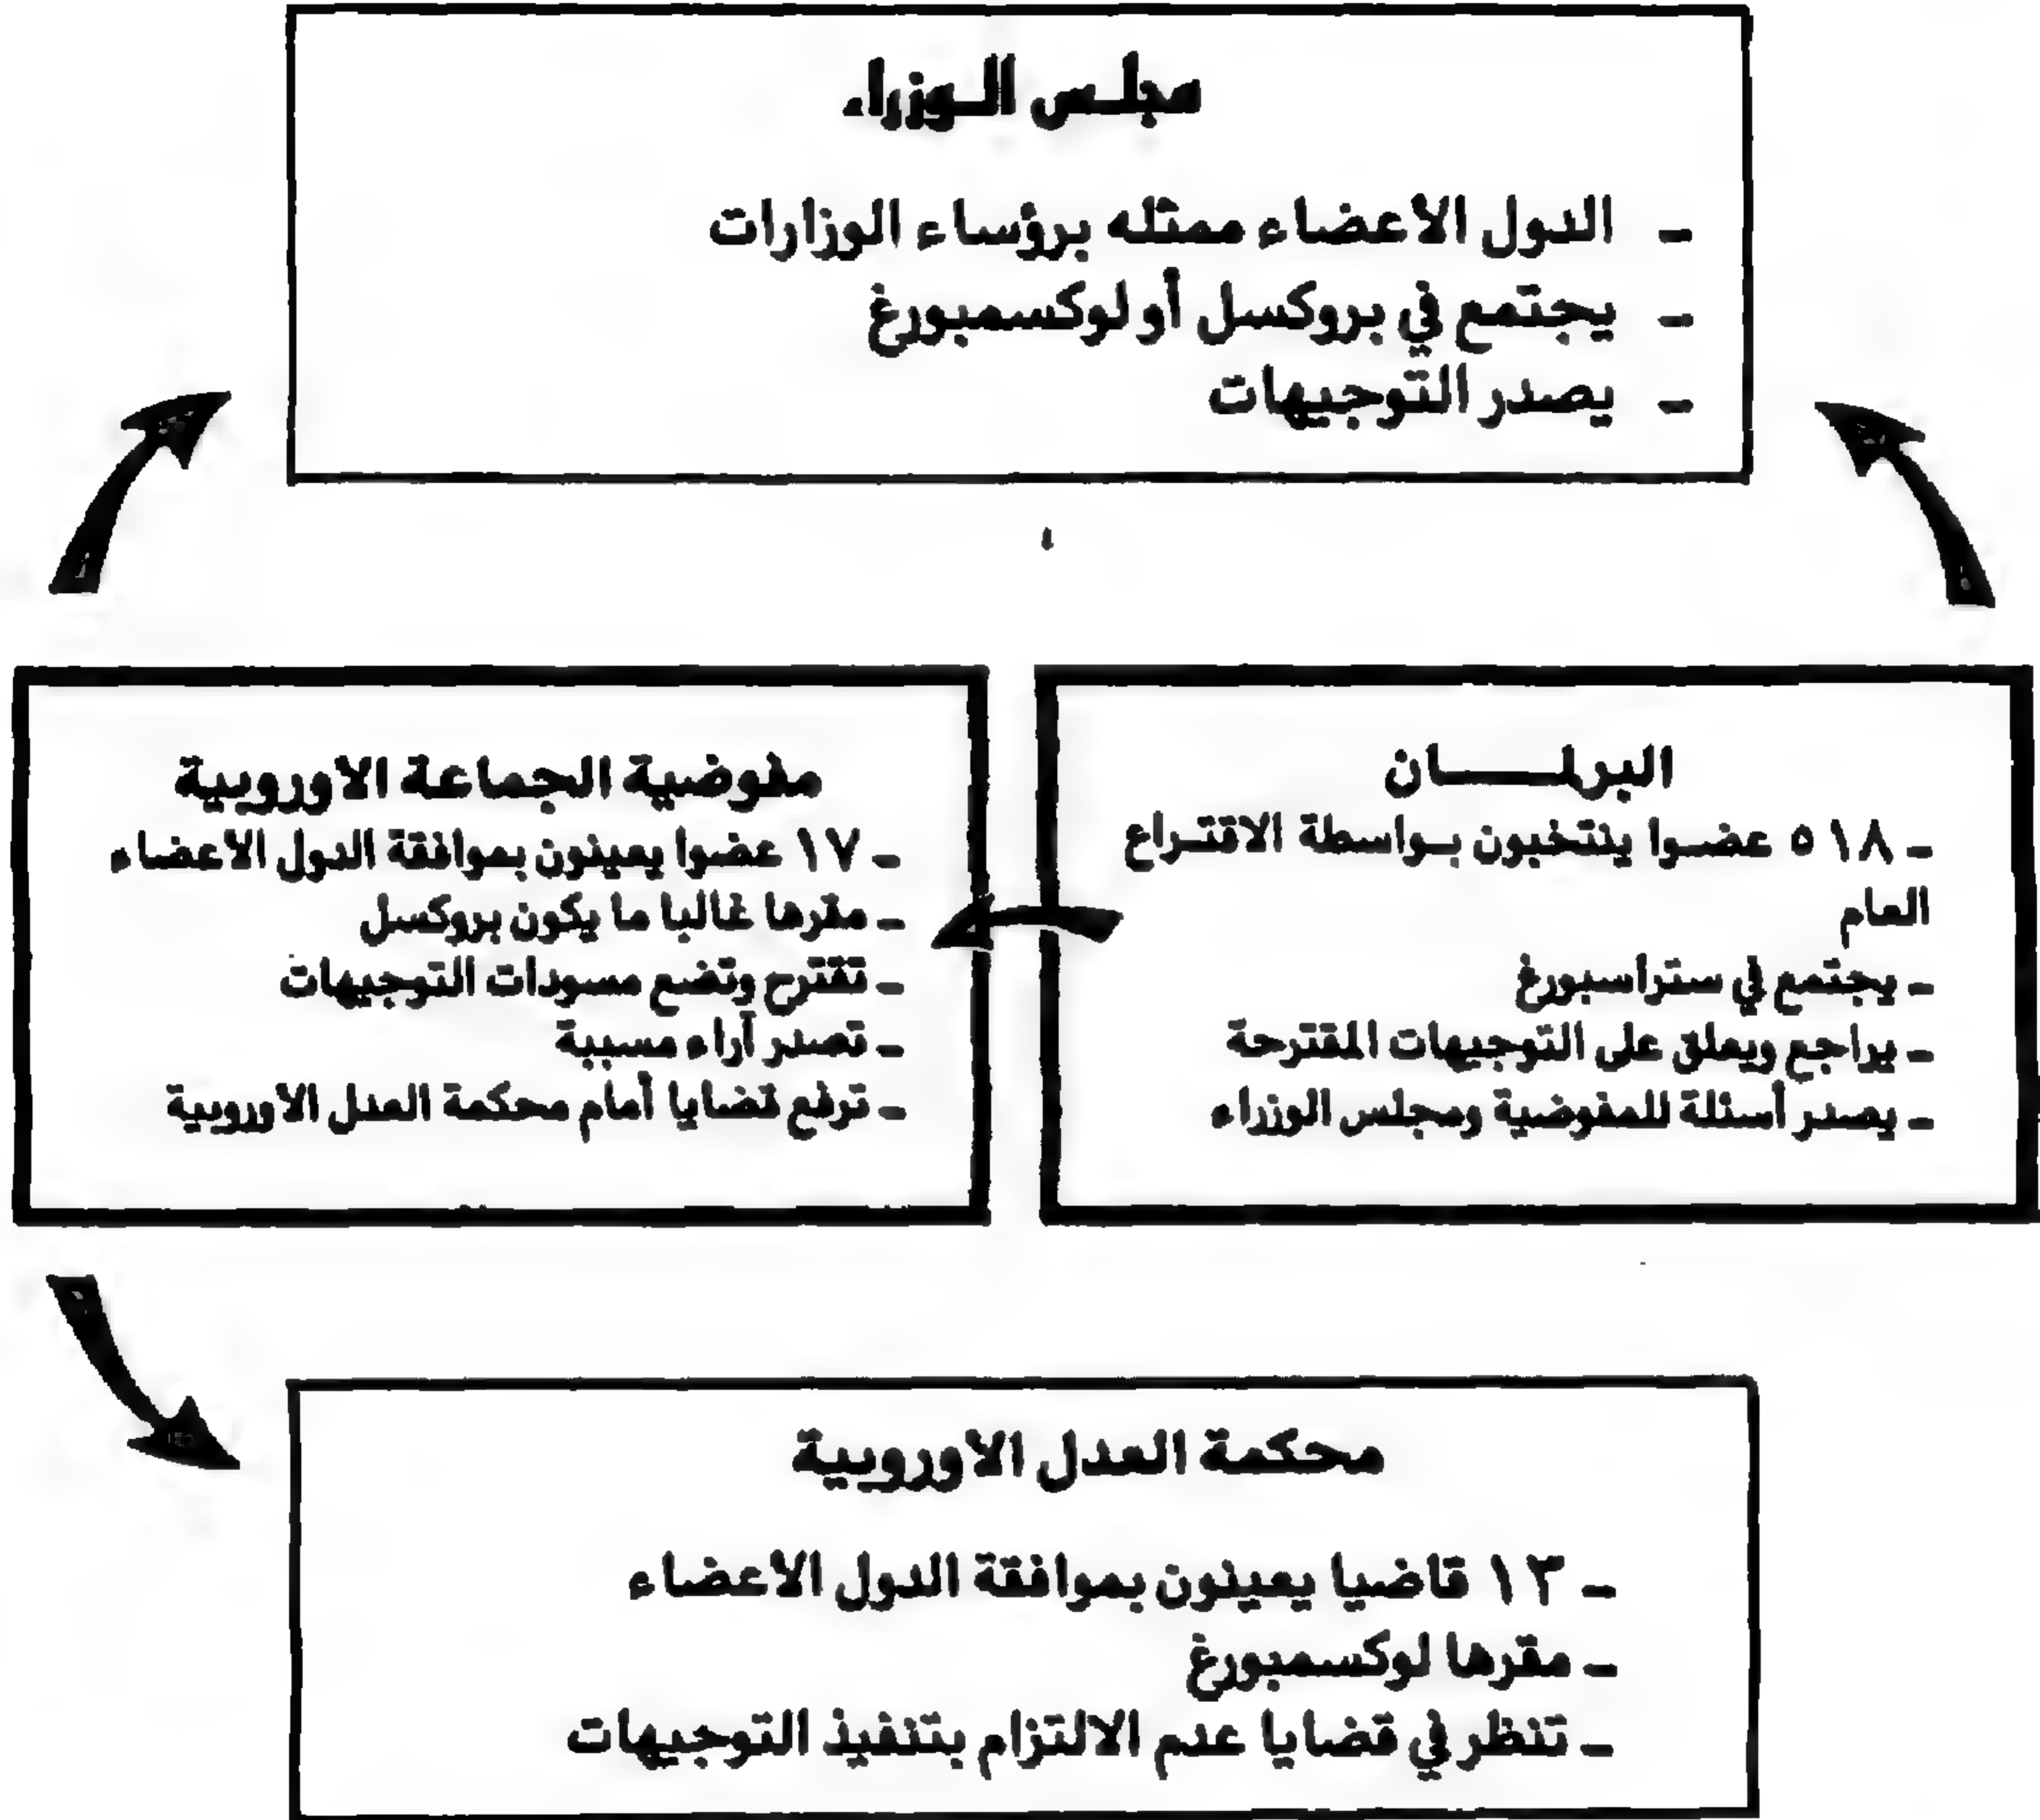 مجلس الوزراء
- الدول الاعضاء ممثله برؤساء الوزارات
- يجتمع في بروكسل أو لوكسمبورغ
- يصدر التوجيهات
البرلمان
- ٥١٨ عضوا ينتخبون بواسطة الاقتراع
العام
- يجتمع في ستراسبورغ
- يراجع ويعلق على التوجيهات المقترحة
- يصدر أسئلة للمفوضية ومجلس الوزراء
مفوضية الجماعة الاوروبية
- ١٧ عضوا يعينون بموافقة الدول الاعضاء
- مقرها غالبا ما يكون بروكسل
- تقترح وتضع مسودات التوجيهات
- تصدر آراء مسببة
- ترفع قضايا أمام محكمة العدل الاوروبية
محكمة العدل الاوروبية
- ١٣ قاضيا يعينون بموافقة الدول الاعضاء
- مقرها لوكسمبورغ
- تنظر في قضايا عدم الالتزام بتنفيذ التوجيهات